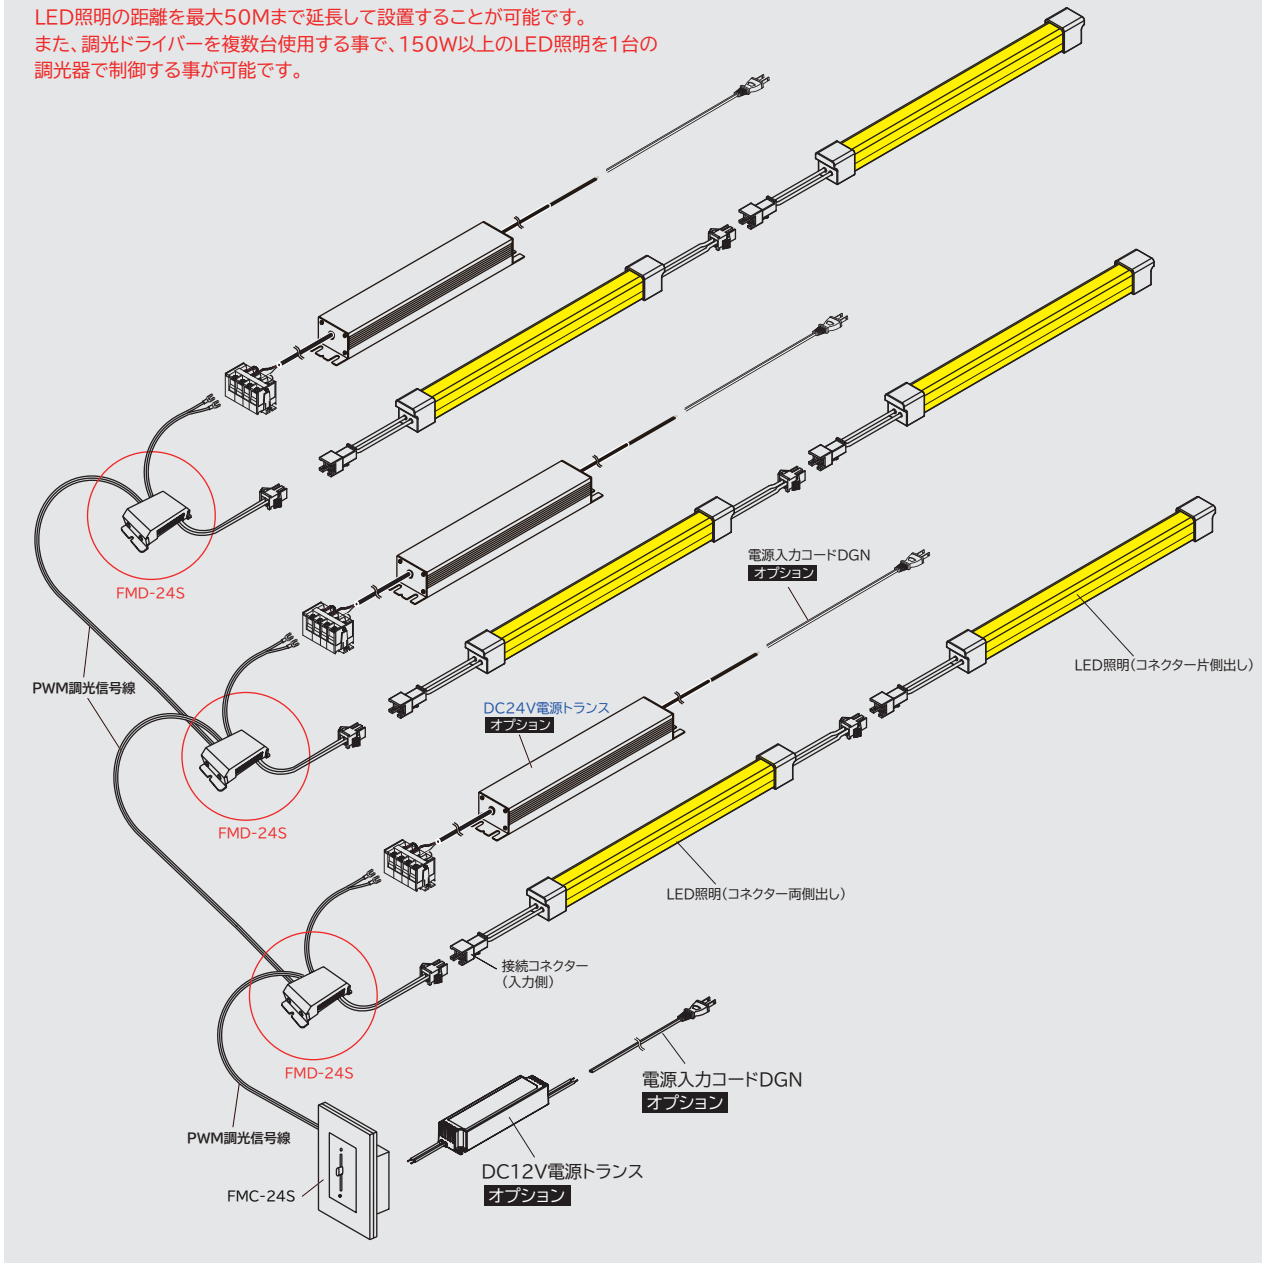 LED照明の距離を最大50Mまで延長して設置することが可能です。
また、調光ドライバーを複数台使用する事で、150W以上のLED照明を1台の
調光器で制御する事が可能です。
FMD-24S
電源入力コードDGN
オプション
LED照明(コネクター片側出し)
PWM調光信号線
DC24V電源トランス
オプション
FMD-24S
LED照明(コネクター両側出し)
接続コネクター
(入力側)
FMD-24S
電源入力コードDGN
オプション
PWM調光信号線
DC12V電源トランス
オプション
FMC-24S